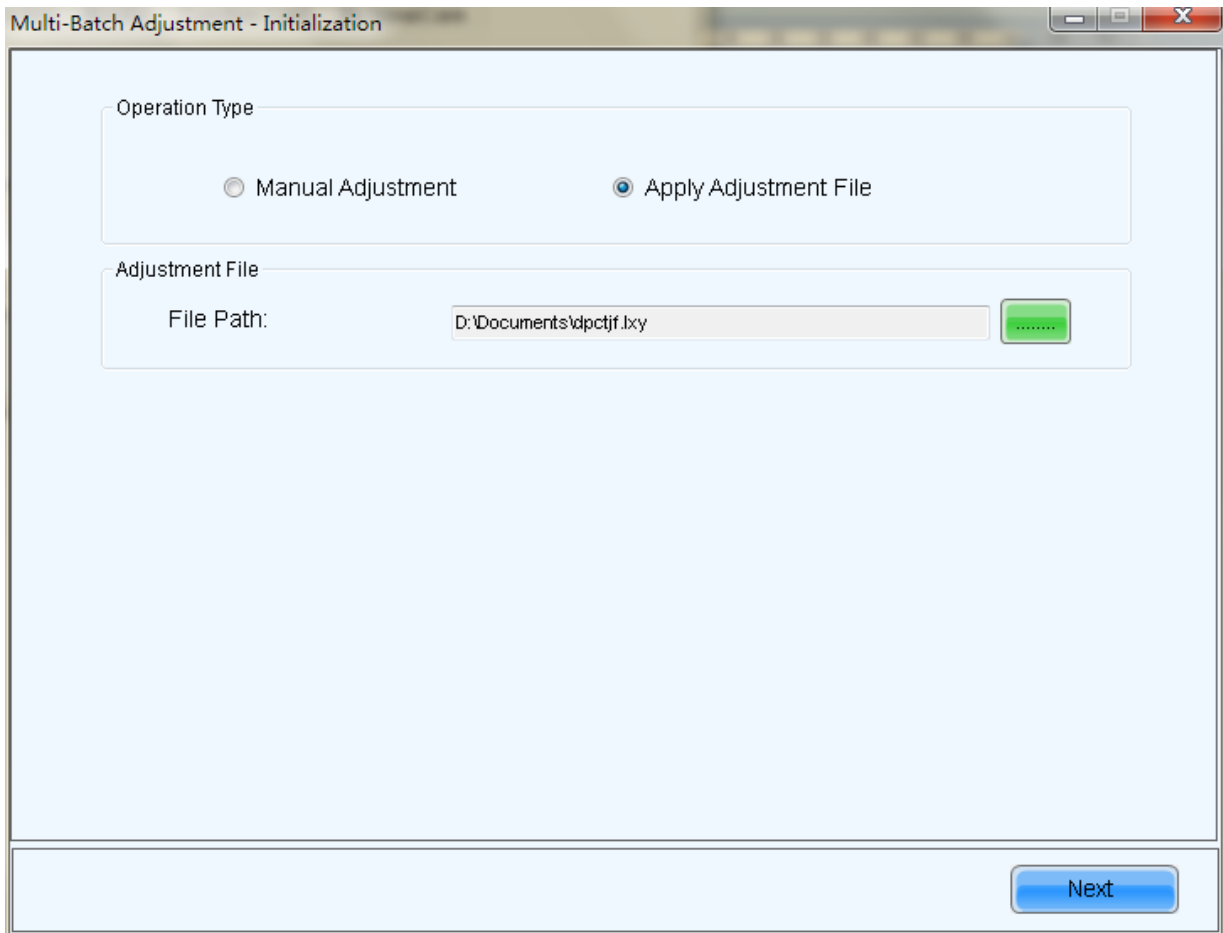 Multi-Batch Adjustment - Initialization
Operation Type
Manual Adjustment Apply Adjustment File
Adjustment File
File Path: D:\Documents\dpctjf.lxy ........
Next